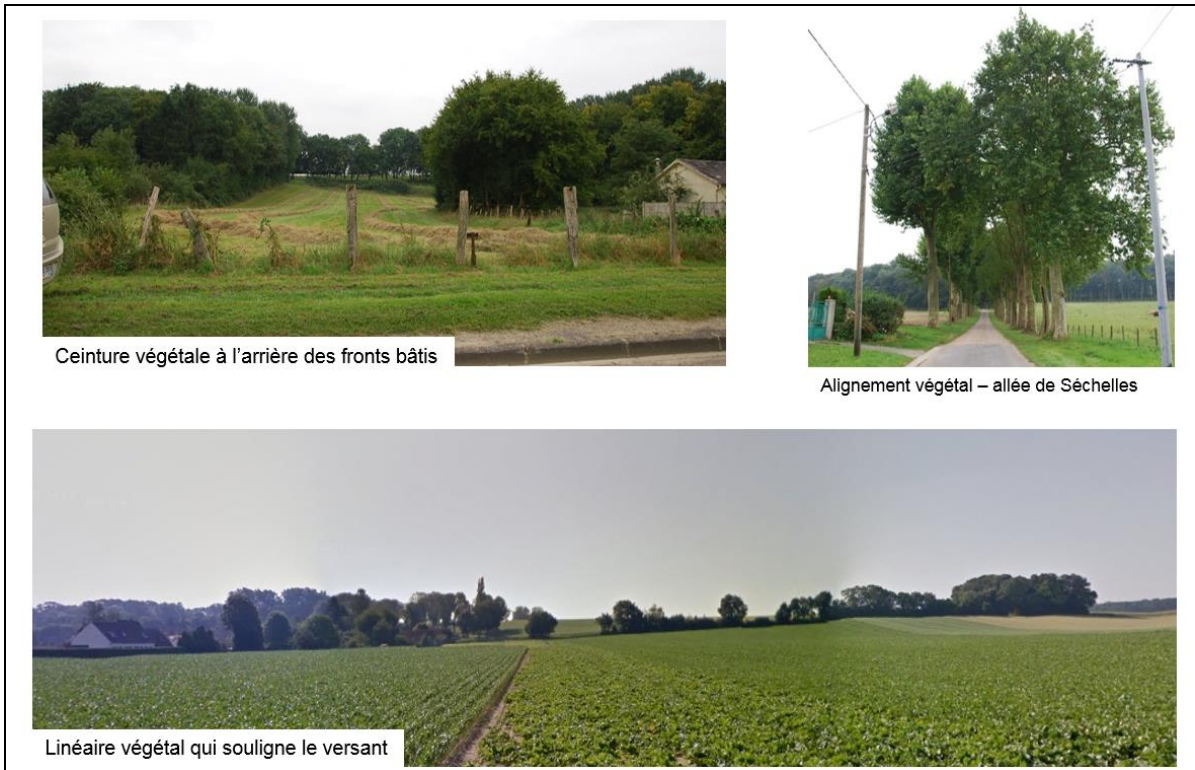 Ceinture végétale à l’arrière des fronts bâtis
Alignement végétal – allée de Séchelles
Linéaire végétal qui souligne le versant